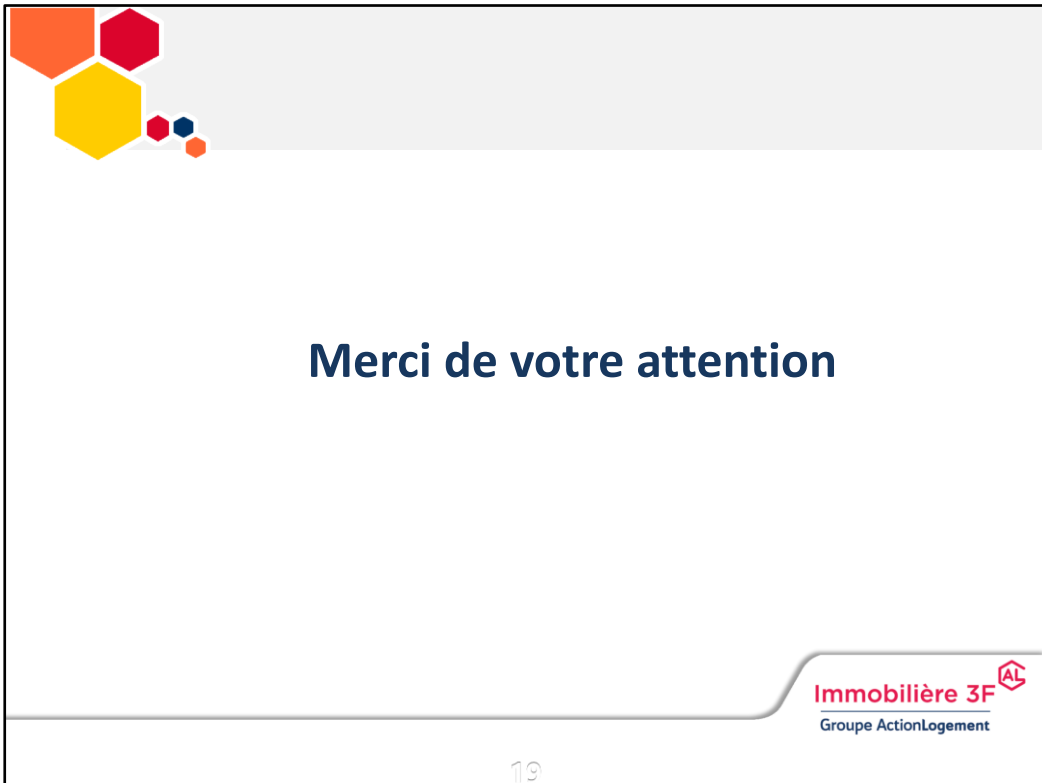 Merci de votre attention
Immobilière 3F
AL
Groupe ActionLogement
19